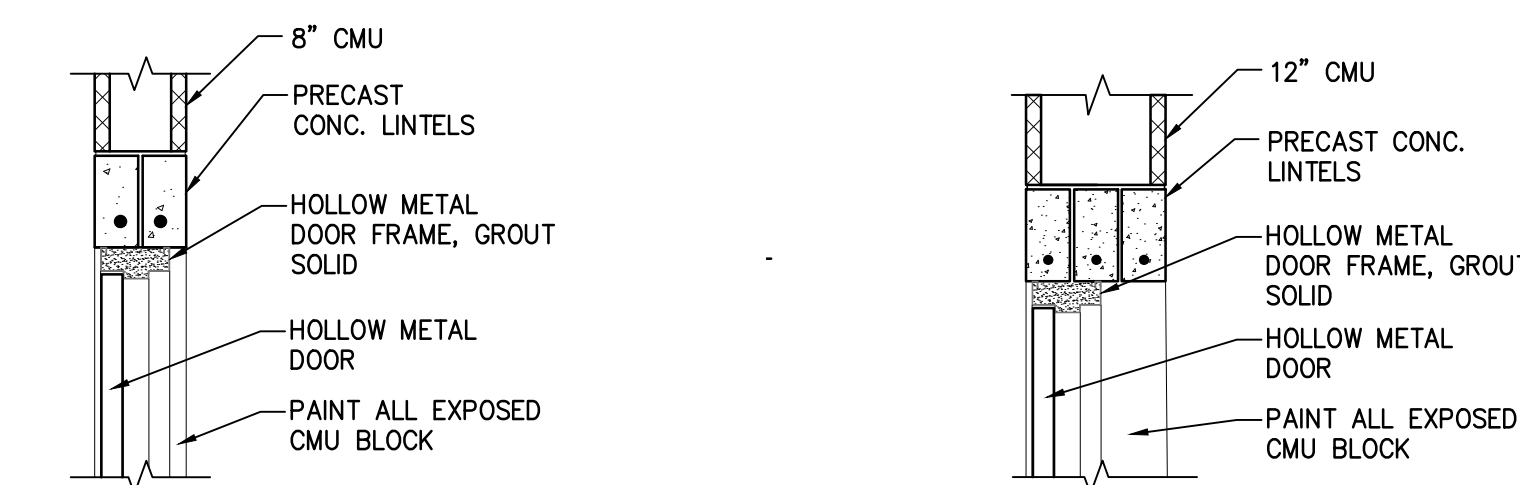 8" CMU
PRECAST
CONC. LINTELS
HOLLOW METAL
DOOR FRAME, GROUT
SOLID
HOLLOW METAL
DOOR
PAINT ALL EXPOSED
CMU BLOCK
12" CMU
PRECAST CONC.
LINTELS
HOLLOW METAL
DOOR FRAME, GROUT
SOLID
HOLLOW METAL
DOOR
PAINT ALL EXPOSED
CMU BLOCK